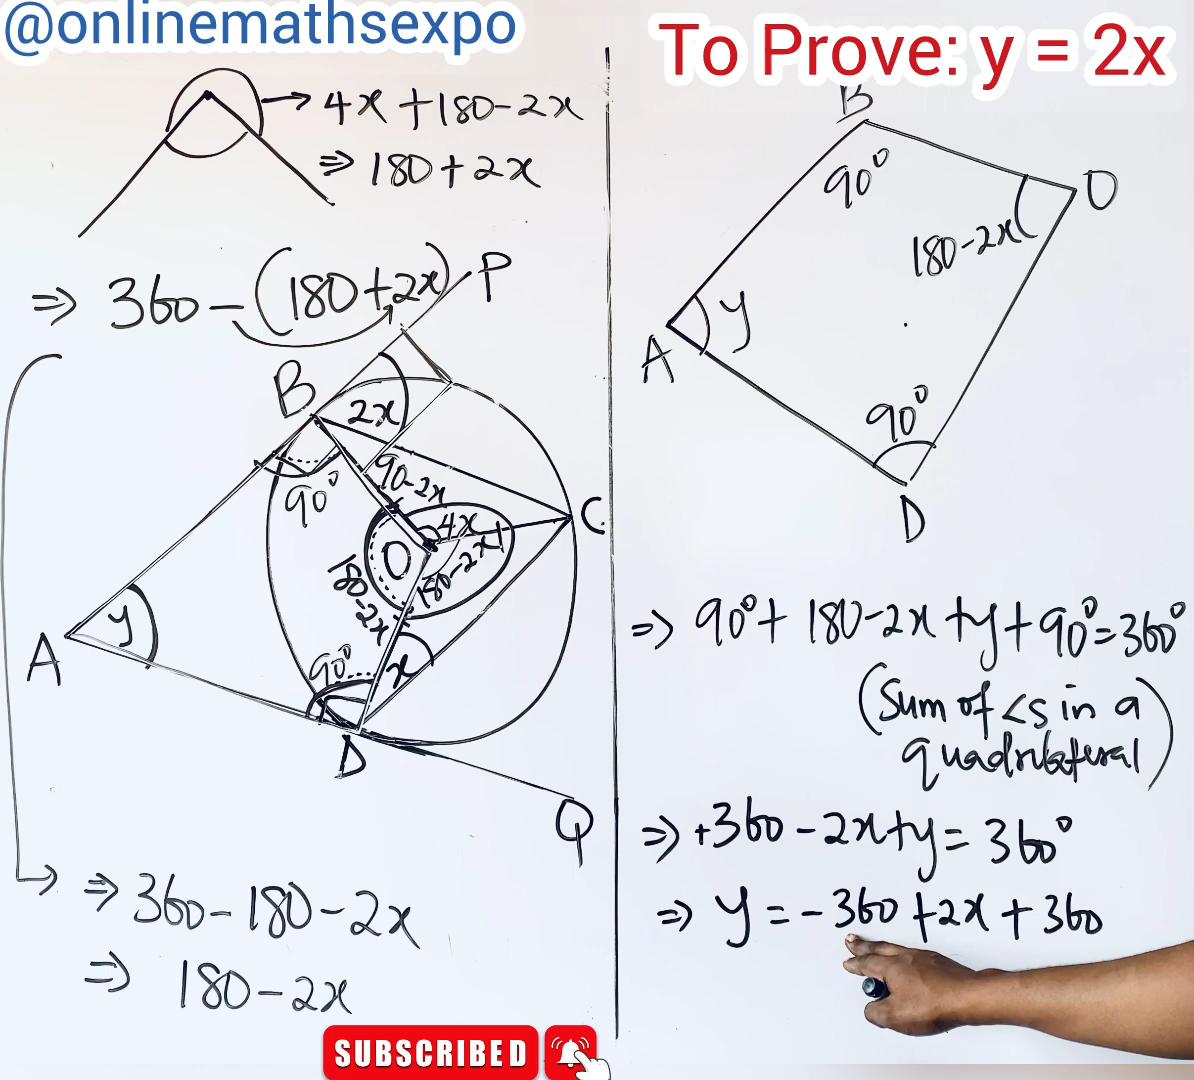 @onlinemathsexpo
To Prove: y = 2x
→ 4x + 180 - 2x
⇒ 180 + 2x
⇒ 360 - (180 + 2x)
P
B
2x
90°
90-2x
4x
O
180-2x
180-2x
C
A
y
90°
x
D
Q
→ ⇒ 360 - 180 - 2x
⇒ 180 - 2x
SUBSCRIBED
B
90°
O
180-2x
A
y
90°
D
⇒ 90° + 180 - 2x + y + 90° = 360°
(Sum of <s in a
quadrilateral)
⇒ +360 - 2x + y = 360°
⇒ y = -360 + 2x + 360